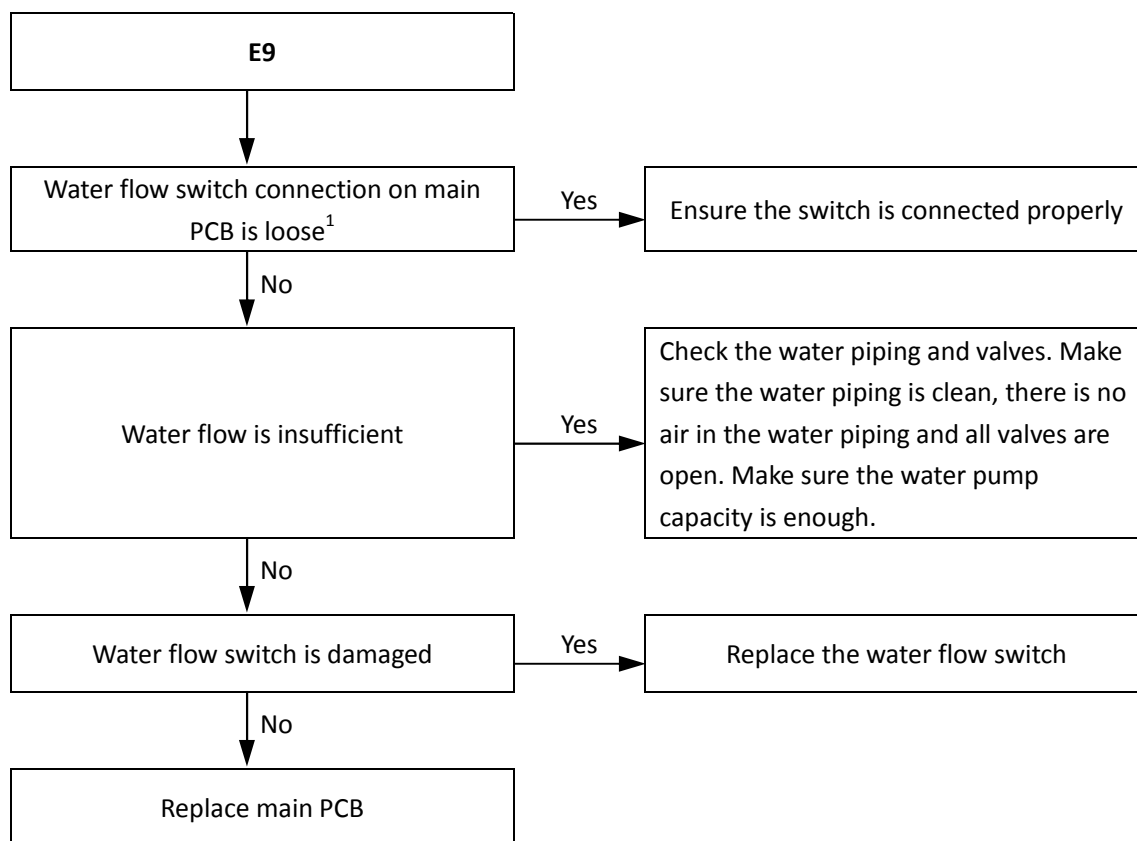 E9
Water flow switch connection on main
PCB is loose¹
Yes
Ensure the switch is connected properly
No
Water flow is insufficient
Yes
Check the water piping and valves. Make
sure the water piping is clean, there is no
air in the water piping and all valves are
open. Make sure the water pump
capacity is enough.
No
Water flow switch is damaged
Yes
Replace the water flow switch
No
Replace main PCB